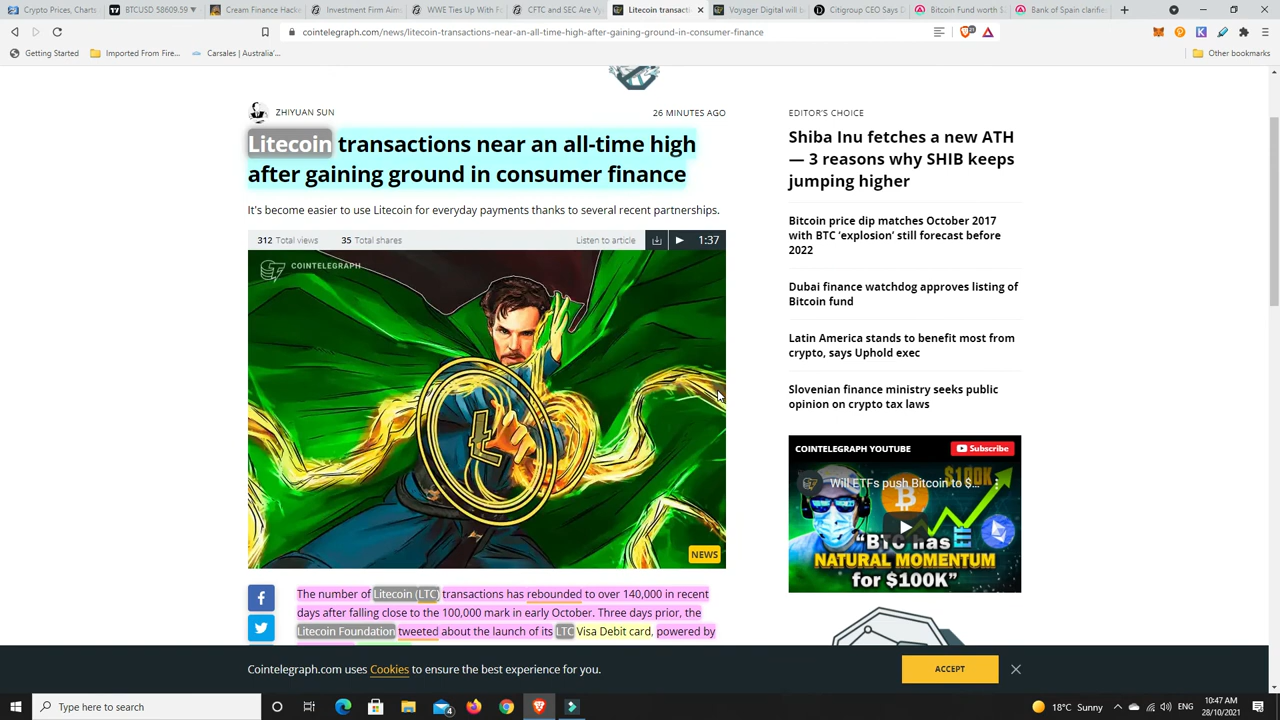 Crypto Prices, Charts
BTCUSD 58609.59
Cream Finance Hacke
Investment Firm Aims
WWE Ties Up With Fo
CFTC and SEC Are Vy
Litecoin transacti
Voyager Digital will b
Citigroup CEO Says D
Bitcoin Fund worth $
Bank of Spain clarifie
cointelegraph.com/news/litecoin-transactions-near-an-all-time-high-after-gaining-ground-in-consumer-finance
Getting Started
Imported From Fire...
Carsales | Australia'...
Other bookmarks
ZHIYUAN SUN
26 MINUTES AGO
Litecoin transactions near an all-time high
after gaining ground in consumer finance
It's become easier to use Litecoin for everyday payments thanks to several recent partnerships.
312 Total views
35 Total shares
Listen to article
1:37
COINTELEGRAPH
NEWS
The number of Litecoin (LTC) transactions has rebounded to over 140,000 in recent
days after falling close to the 100,000 mark in early October. Three days prior, the
Litecoin Foundation tweeted about the launch of its LTC Visa Debit card, powered by
EDITOR'S CHOICE
Shiba Inu fetches a new ATH
— 3 reasons why SHIB keeps
jumping higher
Bitcoin price dip matches October 2017
with BTC ‘explosion’ still forecast before
2022
Dubai finance watchdog approves listing of
Bitcoin fund
Latin America stands to benefit most from
crypto, says Uphold exec
Slovenian finance ministry seeks public
opinion on crypto tax laws
COINTELEGRAPH YOUTUBE
Subscribe
Will ETFs push Bitcoin to $...
$100K
"BTC has
NATURAL MOMENTUM
for $100K"
Cointelegraph.com uses Cookies to ensure the best experience for you.
ACCEPT
Type here to search
4
18°C Sunny
ENG
10:47 AM
28/10/2021